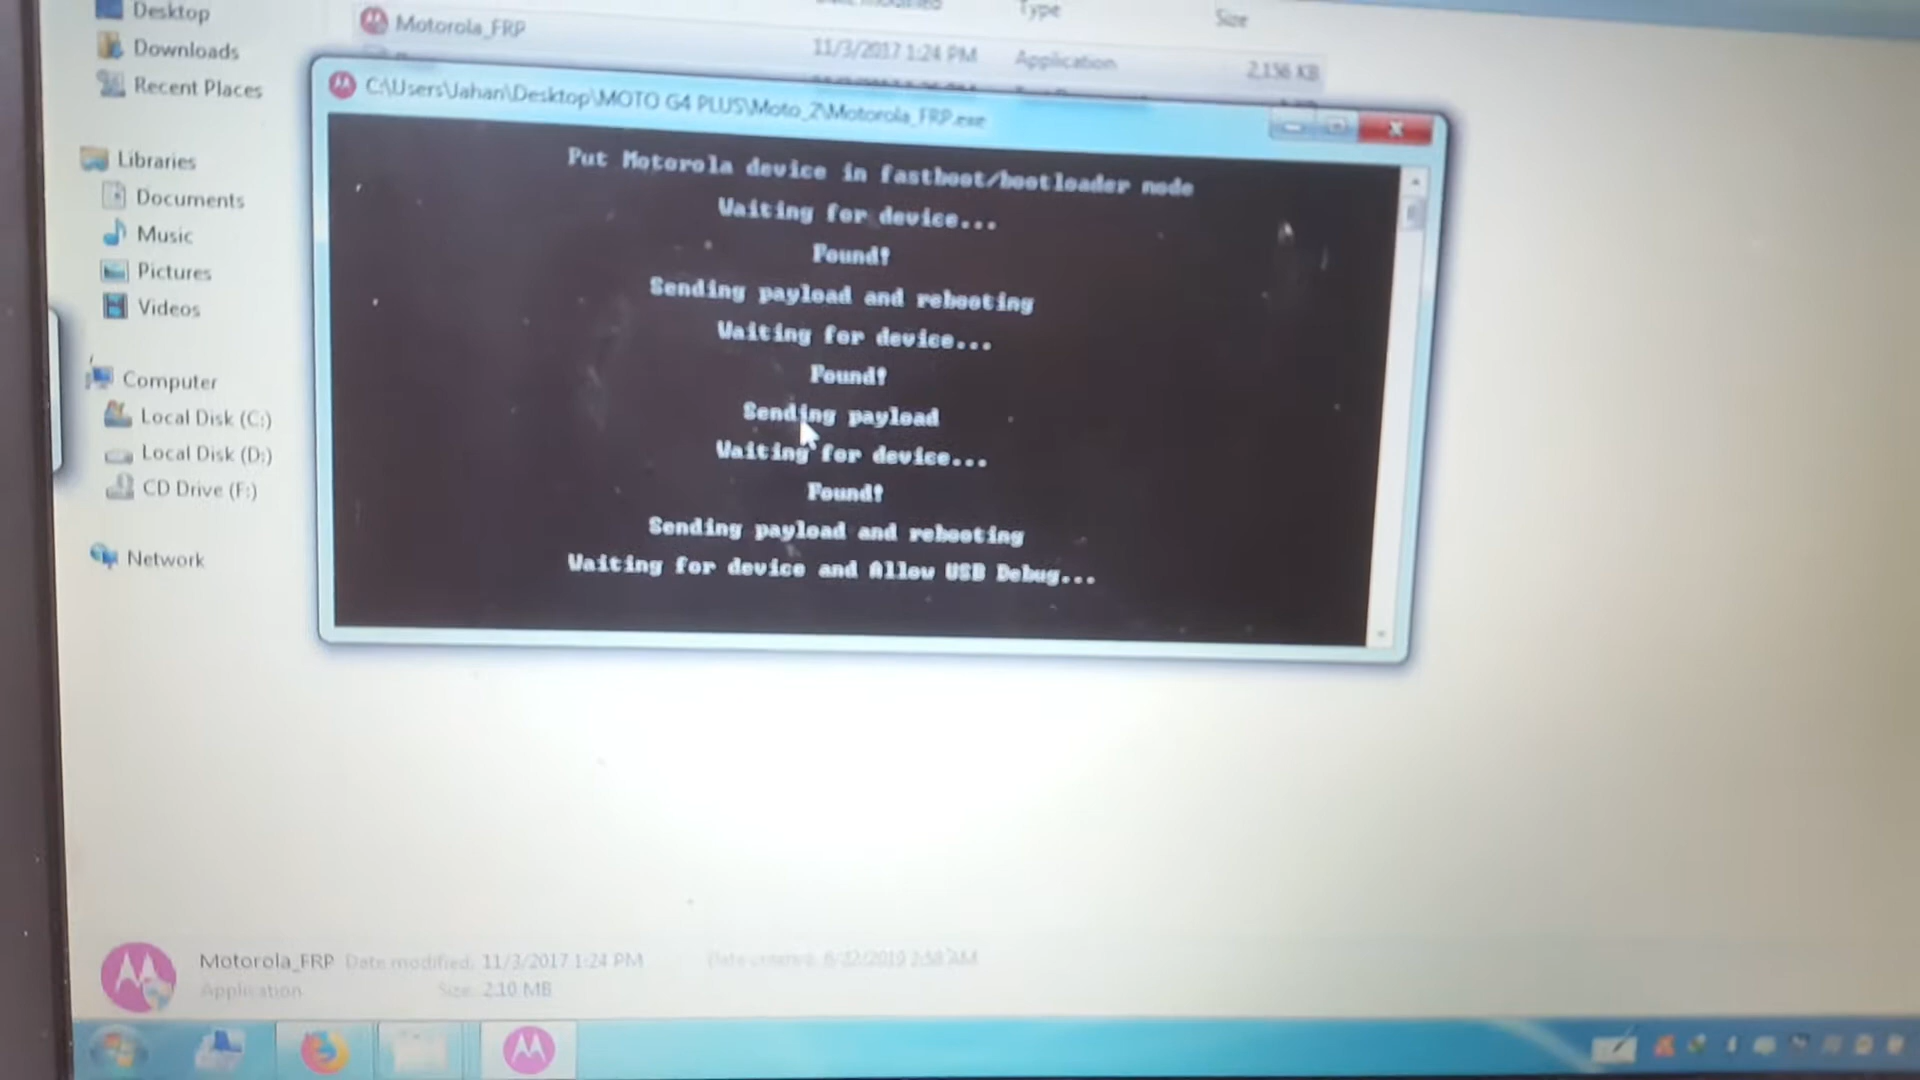 Desktop
Downloads
Recent Places
Libraries
Documents
Music
Pictures
Videos
Computer
Local Disk (C:)
Local Disk (D:)
CD Drive (F:)
Network
Type
Size
Motorola_FRP
11/3/2017 1:24 PM
Application
2,156 KB
C:\Users\Jahan\Desktop\MOTO G4 PLUS\Moto_Z\Motorola_FRP.exe
Put Motorola device in fastboot/bootloader mode
Waiting for device...
Found!
Sending payload and rebooting
Waiting for device...
Found!
Sending payload
Waiting for device...
Found!
Sending payload and rebooting
Waiting for device and Allow USB Debug...
Motorola_FRP Date modified: 11/3/2017 1:24 PM
Application Size: 2.10 MB